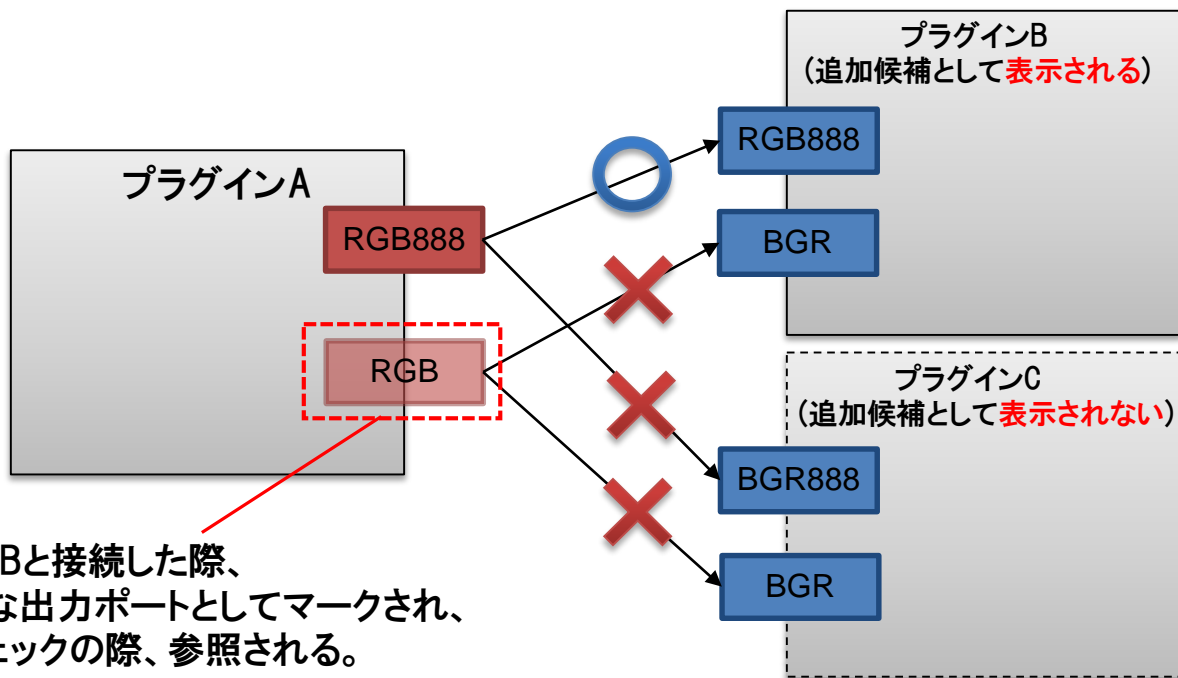 プラグインB
(追加候補として表示される)
RGB888
BGR
プラグインA
RGB888
RGB
プラグインC
(追加候補として表示されない)
BGR888
BGR
Bと接続した際、
な出力ポートとしてマークされ、
ェックの際、参照される。